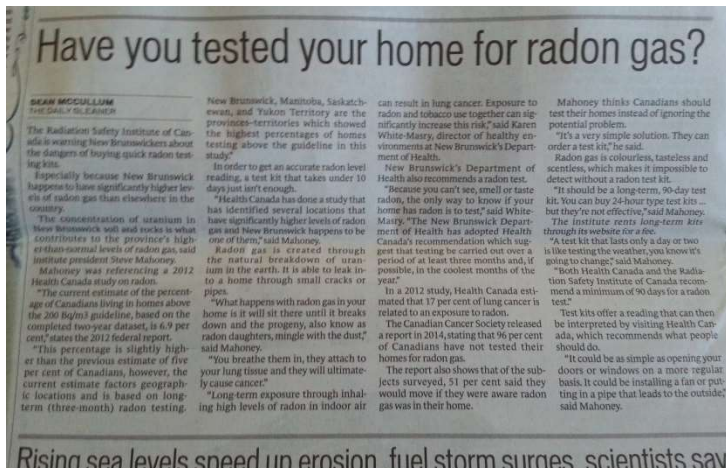 Have you tested your home for radon gas?
SEAN MCCULLUM
THE DAILY GLEANER
The Radiation Safety Institute of Can-
ada is warning New Brunswickers about
the dangers of buying quick radon test-
ing kits.
Especially because New Brunswick
happens to have significantly higher lev-
els of radon gas than elsewhere in the
country.
The concentration of uranium in
New Brunswick soil and rocks is what
contributes to the province's high-
er-than-normal levels of radon gas, said
institute president Steve Mahoney.
Mahoney was referencing a 2012
Health Canada study on radon.
"The current estimate of the percent-
age of Canadians living in homes above
the 200 Bq/m3 guideline, based on the
completed two-year dataset, is 6.9 per
cent," states the 2012 federal report.
"This percentage is slightly high-
er than the previous estimate of five
per cent of Canadians, however, the
current estimate factors geograph-
ic locations and is based on long-
term (three-month) radon testing.
New Brunswick, Manitoba, Saskatch-
ewan, and Yukon Territory are the
provinces-territories which showed
the highest percentages of homes
testing above the guideline in this
study."
In order to get an accurate radon level
reading, a test kit that takes under 10
days just isn't enough.
"Health Canada has done a study that
has identified several locations that
have significantly higher levels of radon
gas and New Brunswick happens to be
one of them," said Mahoney.
Radon gas is created through
the natural breakdown of uran-
ium in the earth. It is able to leak in-
to a home through small cracks or
pipes.
"What happens with radon gas in your
home is it will sit there until it breaks
down and the progeny, also know as
radon daughters, mingle with the dust,"
said Mahoney.
"You breathe them in, they attach to
your lung tissue and they will ultimate-
ly cause cancer."
"Long-term exposure through inhal-
ing high levels of radon in indoor air
can result in lung cancer. Exposure to
radon and tobacco use together can sig-
nificantly increase this risk," said Karen
White-Masry, director of healthy en-
vironments at New Brunswick's Depart-
ment of Health.
New Brunswick's Department of
Health also recommends a radon test.
"Because you can't see, smell or taste
radon, the only way to know if your
home has radon is to test," said White-
Masry. "The New Brunswick Depart-
ment of Health has adopted Health
Canada's recommendation which sug-
gest that testing be carried out over a
period of at least three months and, if
possible, in the coolest months of the
year."
In a 2012 study, Health Canada esti-
mated that 17 per cent of lung cancer is
related to an exposure to radon.
The Canadian Cancer Society released
a report in 2014, stating that 96 per cent
of Canadians have not tested their
homes for radon gas.
The report also shows that of the sub-
jects surveyed, 51 per cent said they
would move if they were aware radon
gas was in their home.
Mahoney thinks Canadians should
test their homes instead of ignoring the
potential problem.
"It's a very simple solution. They can
order a test kit," he said.
Radon gas is colourless, tasteless and
scentless, which makes it impossible to
detect without a radon test kit.
"It should be a long-term, 90-day test
kit. You can buy 24-hour type test kits ...
but they're not effective," said Mahoney.
The institute rents long-term kits
through its website for a fee.
"A test kit that lasts only a day or two
is like testing the weather, you know it's
going to change," said Mahoney.
"Both Health Canada and the Radia-
tion Safety Institute of Canada recom-
mend a minimum of 90 days for a radon
test."
Test kits offer a reading that can then
be interpreted by visiting Health Can-
ada, which recommends what people
should do.
"It could be as simple as opening your
doors or windows on a more regular
basis. It could be installing a fan or put-
ting in a pipe that leads to the outside,"
said Mahoney.
Rising sea levels speed up erosion, fuel storm surges, scientists say